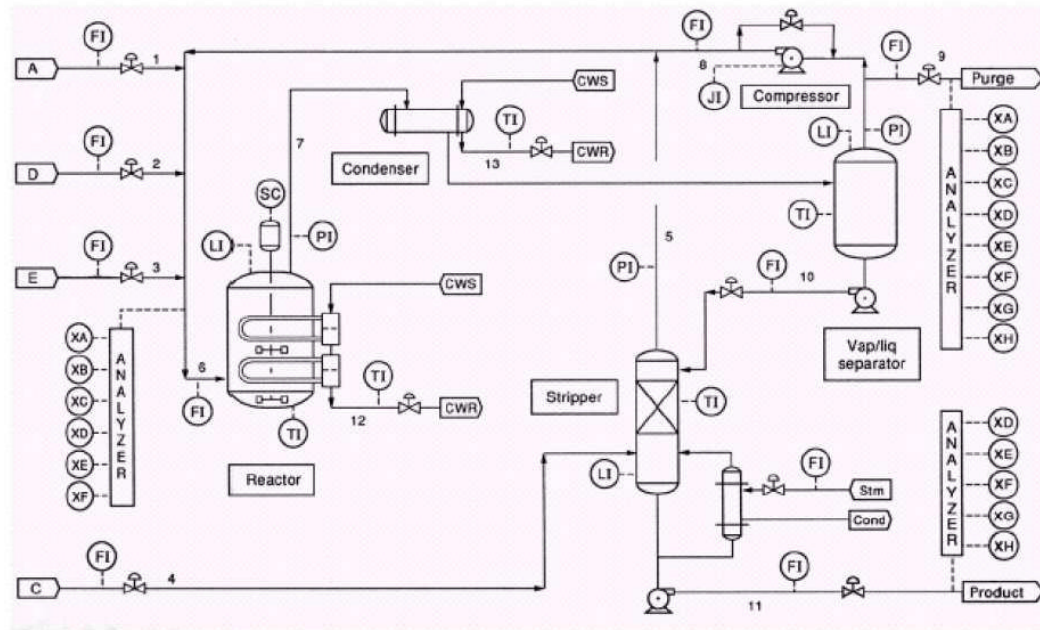 FI
8
FI
9
FI
A
1
JI
Compressor
Purge
CWS
LI
PI
XA
TI
7
13
CWR
FI
D
2
Condenser
XB
XC
SC
TI
XD
ANALYZER
LI
PI
5
XE
FI
E
3
PI
FI
10
XF
CWS
XG
XA
XH
XB
6
Vap/liq
separator
XC
ANALYZER
FI
TI
CWR
Stripper
TI
XD
12
XD
TI
XE
XE
Reactor
LI
FI
XF
ANALYZER
XF
Stm
XG
Cond
XH
FI
C
4
FI
11
Product